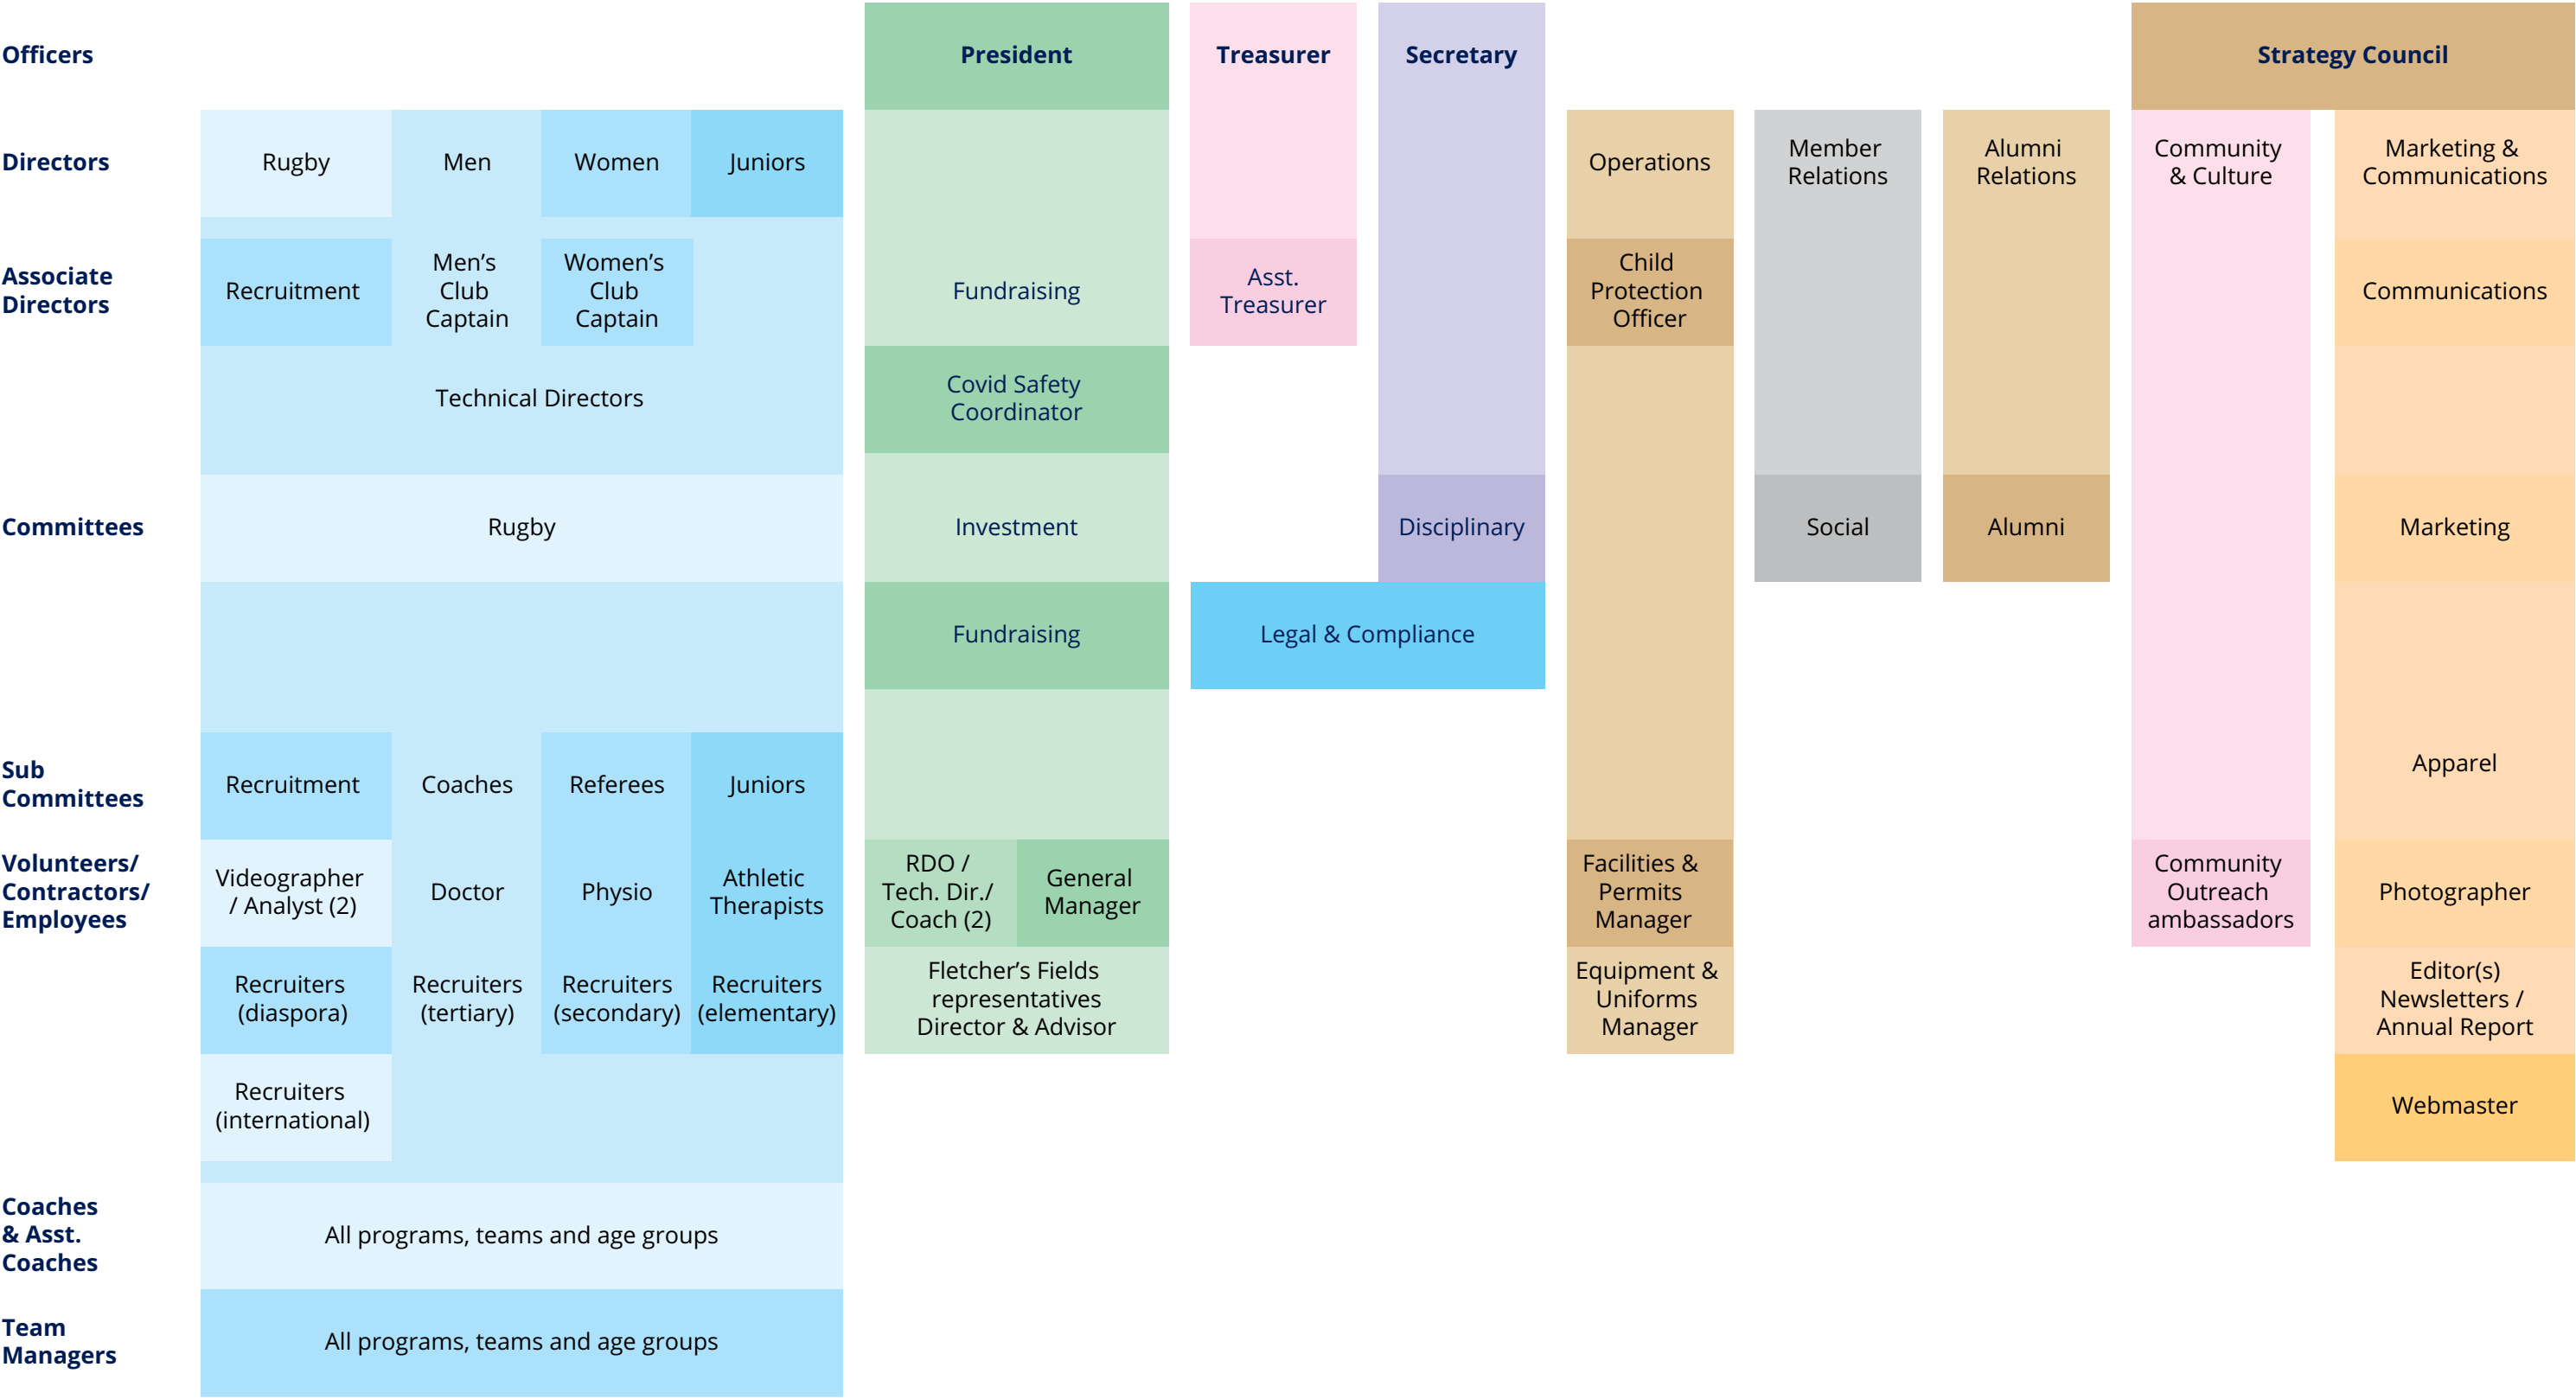 Officers
President
Treasurer
Secretary
Strategy Council
Directors
Rugby
Men
Women
Juniors
Operations
Member
Relations
Alumni
Relations
Community
& Culture
Marketing &
Communications
Associate
Directors
Recruitment
Men’s
Club
Captain
Women’s
Club
Captain
Fundraising
Asst.
Treasurer
Child
Protection
Officer
Communications
Technical Directors
Covid Safety
Coordinator
Committees
Rugby
Investment
Disciplinary
Social
Alumni
Marketing
Fundraising
Legal & Compliance
Sub
Committees
Recruitment
Coaches
Referees
Juniors
Apparel
Volunteers/
Contractors/
Employees
Videographer
/ Analyst (2)
Doctor
Physio
Athletic
Therapists
RDO /
Tech. Dir./
Coach (2)
General
Manager
Facilities &
Permits
Manager
Community
Outreach
ambassadors
Photographer
Recruiters
(diaspora)
Recruiters
(tertiary)
Recruiters
(secondary)
Recruiters
(elementary)
Fletcher’s Fields
representatives
Director & Advisor
Equipment &
Uniforms
Manager
Editor(s)
Newsletters /
Annual Report
Recruiters
(international)
Webmaster
Coaches
& Asst.
Coaches
All programs, teams and age groups
Team
Managers
All programs, teams and age groups